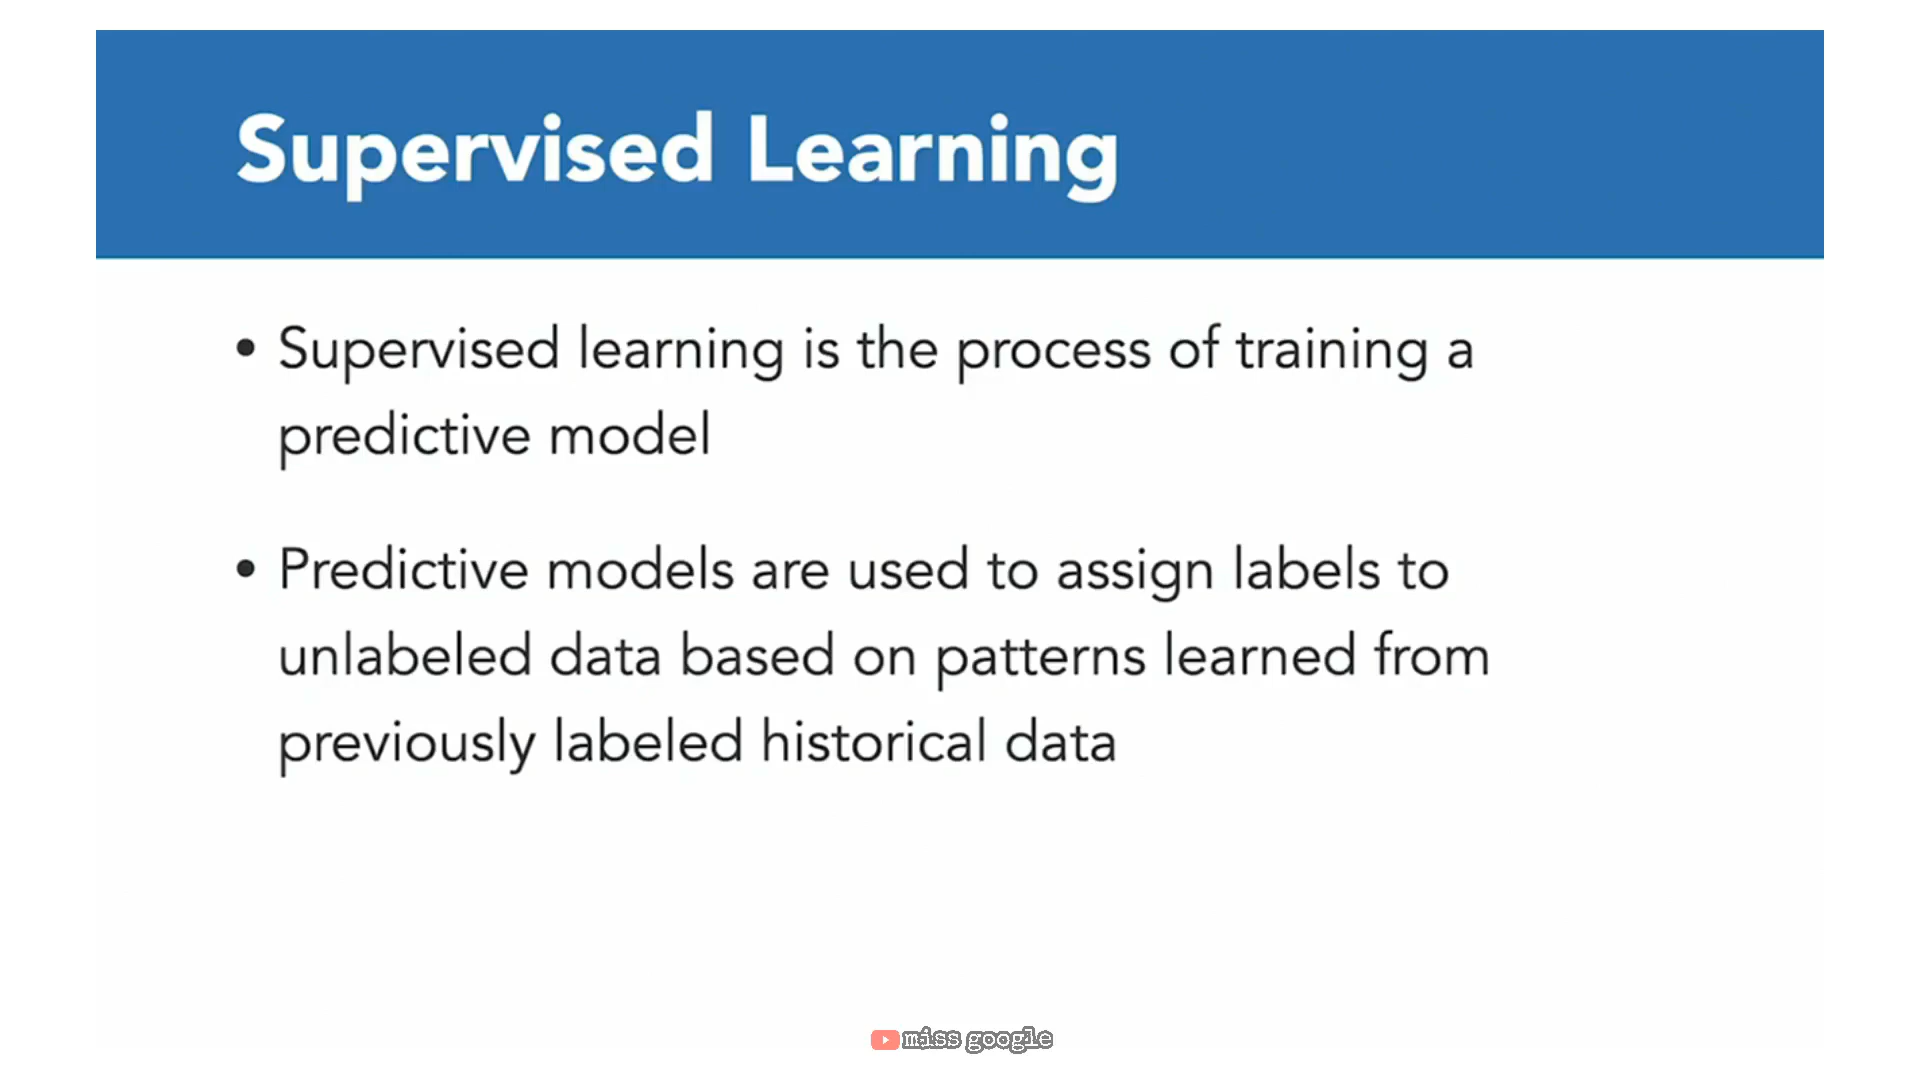 Supervised Learning
• Supervised learning is the process of training a
predictive model
• Predictive models are used to assign labels to
unlabeled data based on patterns learned from
previously labeled historical data
miss google